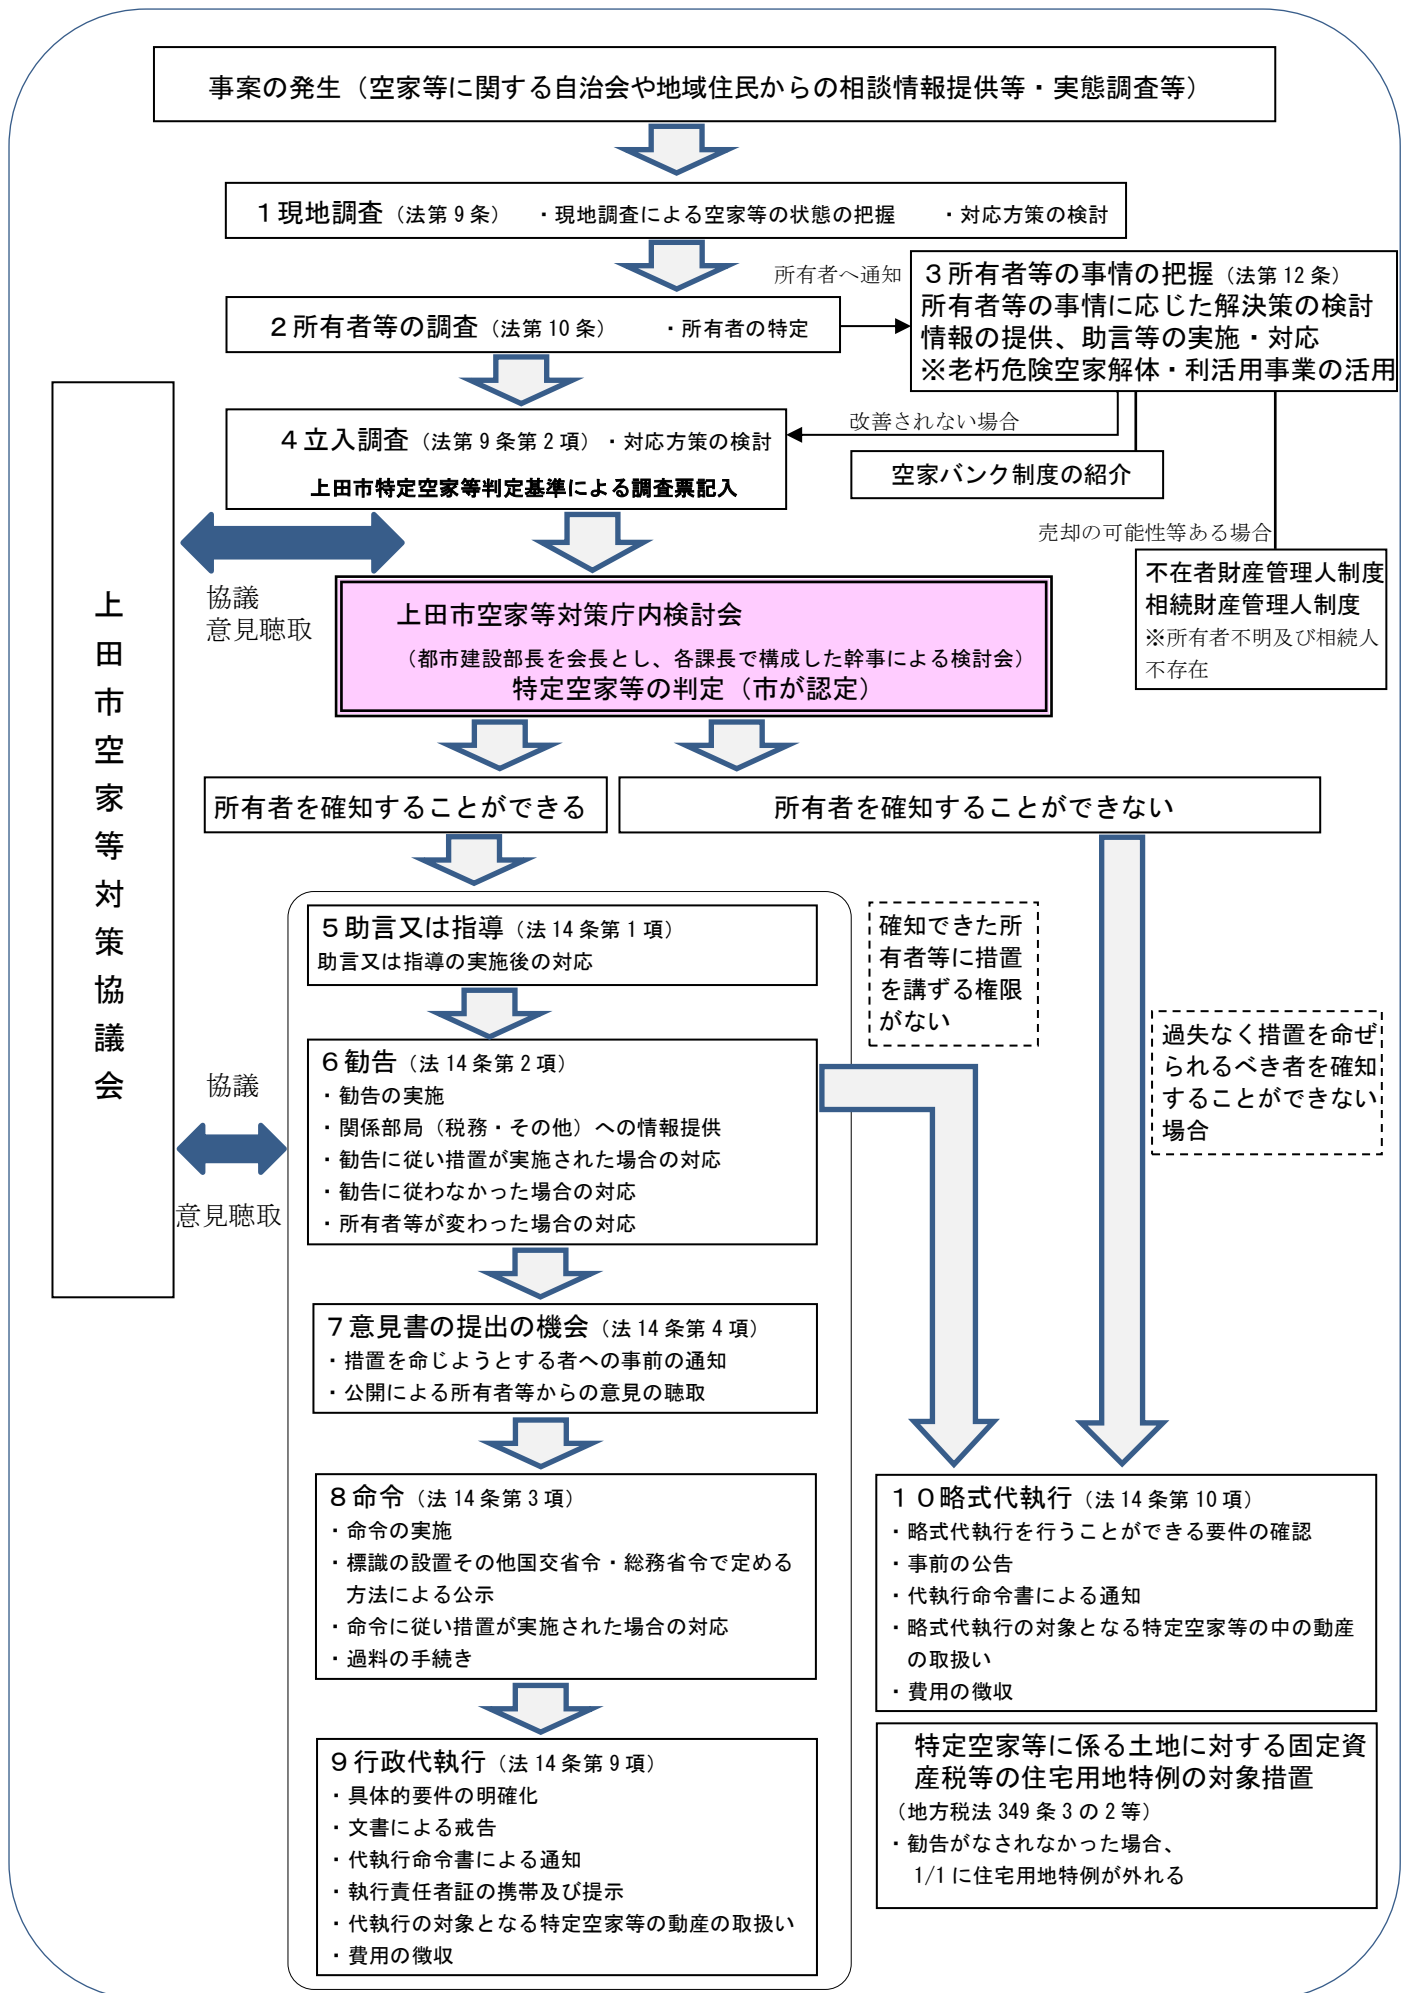 事案の発生（空家等に関する自治会や地域住民からの相談情報提供等・実態調査等）
１現地調査（法第９条）　・現地調査による空家等の状態の把握　　・対応方策の検討
所有者へ通知
２所有者等の調査（法第10条）　　・所有者の特定
３所有者等の事情の把握（法第12条）
所有者等の事情に応じた解決策の検討
情報の提供、助言等の実施・対応
※老朽危険空家解体・利活用事業の活用
４立入調査（法第９条第２項）・対応方策の検討
上田市特定空家等判定基準による調査票記入
改善されない場合
空家バンク制度の紹介
売却の可能性等ある場合
不在者財産管理人制度
相続財産管理人制度
※所有者不明及び相続人
不存在
上田市空家等対策協議会
協議
意見聴取
上田市空家等対策庁内検討会
（都市建設部長を会長とし、各課長で構成した幹事による検討会）
特定空家等の判定（市が認定）
所有者を確知することができる
所有者を確知することができない
５助言又は指導（法14条第１項）
助言又は指導の実施後の対応
確知できた所
有者等に措置
を講ずる権限
がない
過失なく措置を命ぜ
られるべき者を確知
することができない
場合
協議
意見聴取
６勧告（法14条第２項）
・勧告の実施
・関係部局（税務・その他）への情報提供
・勧告に従い措置が実施された場合の対応
・勧告に従わなかった場合の対応
・所有者等が変わった場合の対応
７意見書の提出の機会（法14条第４項）
・措置を命じようとする者への事前の通知
・公開による所有者等からの意見の聴取
８命令（法14条第３項）
・命令の実施
・標識の設置その他国交省令・総務省令で定める
方法による公示
・命令に従い措置が実施された場合の対応
・過料の手続き
９行政代執行（法14条第９項）
・具体的要件の明確化
・文書による戒告
・代執行命令書による通知
・執行責任者証の携帯及び提示
・代執行の対象となる特定空家等の動産の取扱い
・費用の徴収
１０略式代執行（法14条第10項）
・略式代執行を行うことができる要件の確認
・事前の公告
・代執行命令書による通知
・略式代執行の対象となる特定空家等の中の動産
の取扱い
・費用の徴収
特定空家等に係る土地に対する固定資
産税等の住宅用地特例の対象措置
（地方税法349条３の２等）
・勧告がなされなかった場合、
1/1に住宅用地特例が外れる